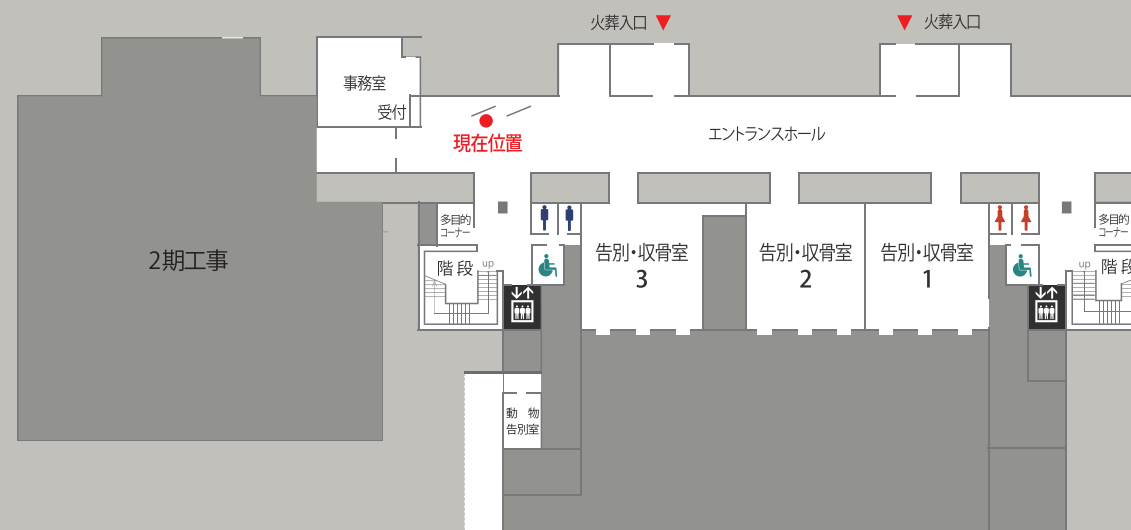 火葬入口
火葬入口
事務室
受付
現在位置
エントランスホール
多目的
コーナー
多目的
コーナー
2期工事
告別・収骨室
3
告別・収骨室
2
告別・収骨室
1
階段
up
up
階段
動 物
告別室